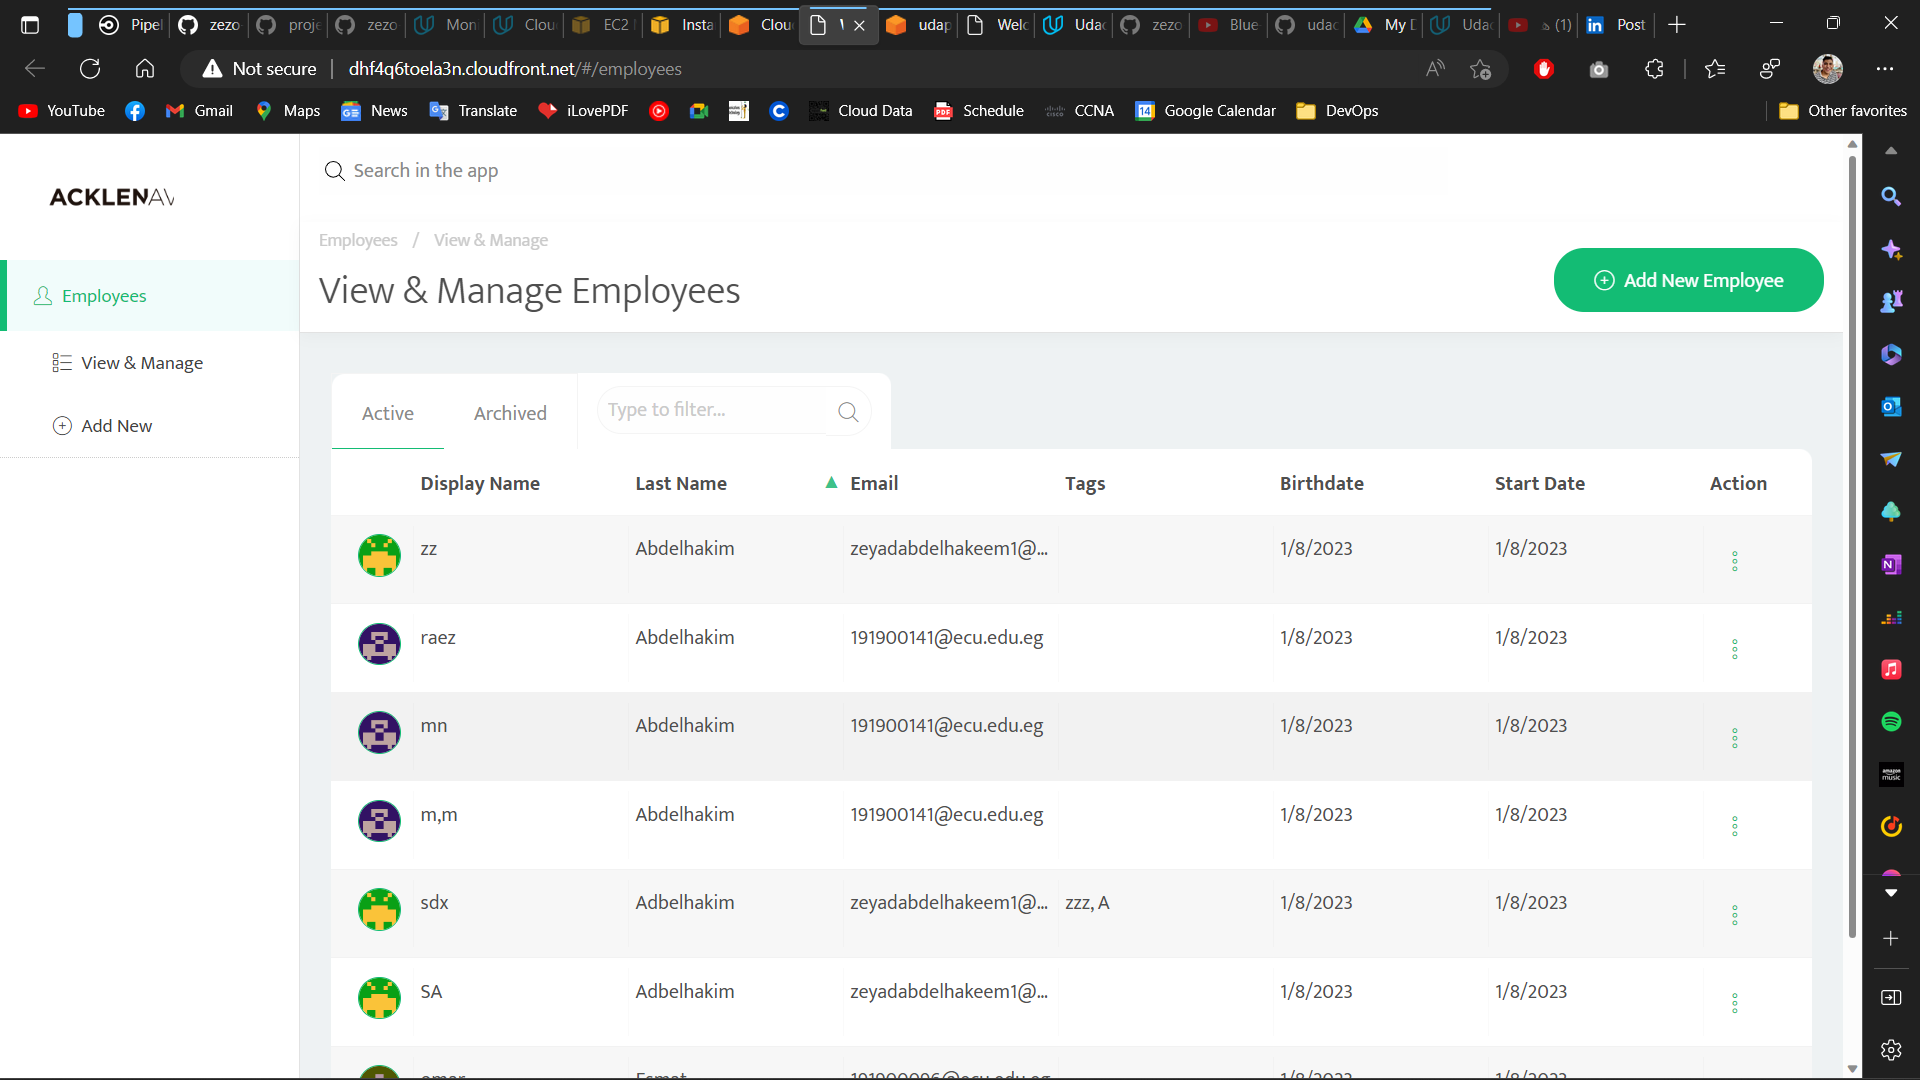 Pipel zezo proje zezo Mon Clou EC2 Insta Clou udap Welc Udac zezo Blue udac My D Udac (1) Post
Not secure dhf4q6toela3n.cloudfront.net/#/employees
YouTube Gmail Maps News Translate iLovePDF Cloud Data Schedule CCNA Google Calendar DevOps Other favorites
ACKLENAV
Search in the app
Employees / View & Manage
View & Manage Employees
Add New Employee
Employees
View & Manage
Add New
Active Archived Type to filter...
Display Name Last Name Email Tags Birthdate Start Date Action
zz Abdelhakim zeyadabdelhakeem1@... 1/8/2023 1/8/2023
raez Abdelhakim 191900141@ecu.edu.eg 1/8/2023 1/8/2023
mn Abdelhakim 191900141@ecu.edu.eg 1/8/2023 1/8/2023
m,m Abdelhakim 191900141@ecu.edu.eg 1/8/2023 1/8/2023
sdx Adbelhakim zeyadabdelhakeem1@... zzz, A 1/8/2023 1/8/2023
SA Adbelhakim zeyadabdelhakeem1@... 1/8/2023 1/8/2023